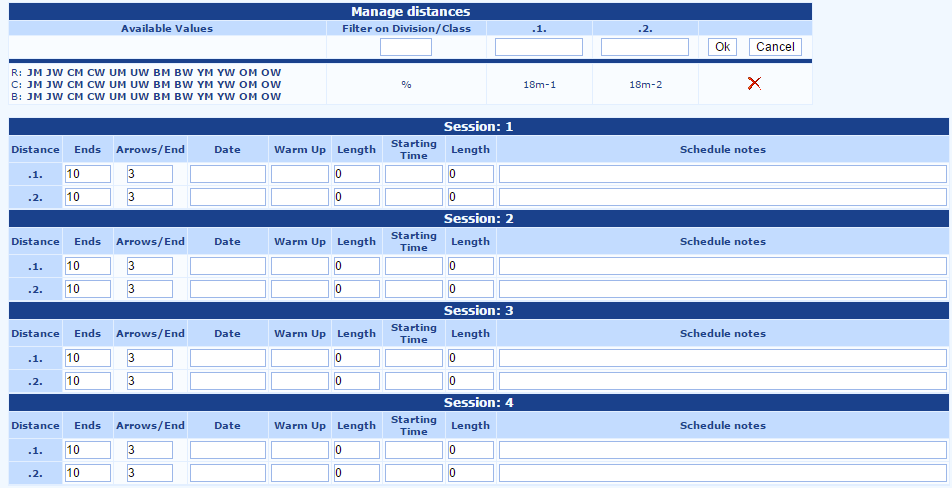 Manage distances
Available Values Filter on Division/Class .1. .2.
Ok Cancel
R: JM JW CM CW UM UW BM BW YM YW OM OW
C: JM JW CM CW UM UW BM BW YM YW OM OW
B: JM JW CM CW UM UW BM BW YM YW OM OW
% 18m-1 18m-2
Session: 1
Distance Ends Arrows/End Date Warm Up Length Starting Time Length Schedule notes
.1. 10 3 0 0
.2. 10 3 0 0
Session: 2
Distance Ends Arrows/End Date Warm Up Length Starting Time Length Schedule notes
.1. 10 3 0 0
.2. 10 3 0 0
Session: 3
Distance Ends Arrows/End Date Warm Up Length Starting Time Length Schedule notes
.1. 10 3 0 0
.2. 10 3 0 0
Session: 4
Distance Ends Arrows/End Date Warm Up Length Starting Time Length Schedule notes
.1. 10 3 0 0
.2. 10 3 0 0